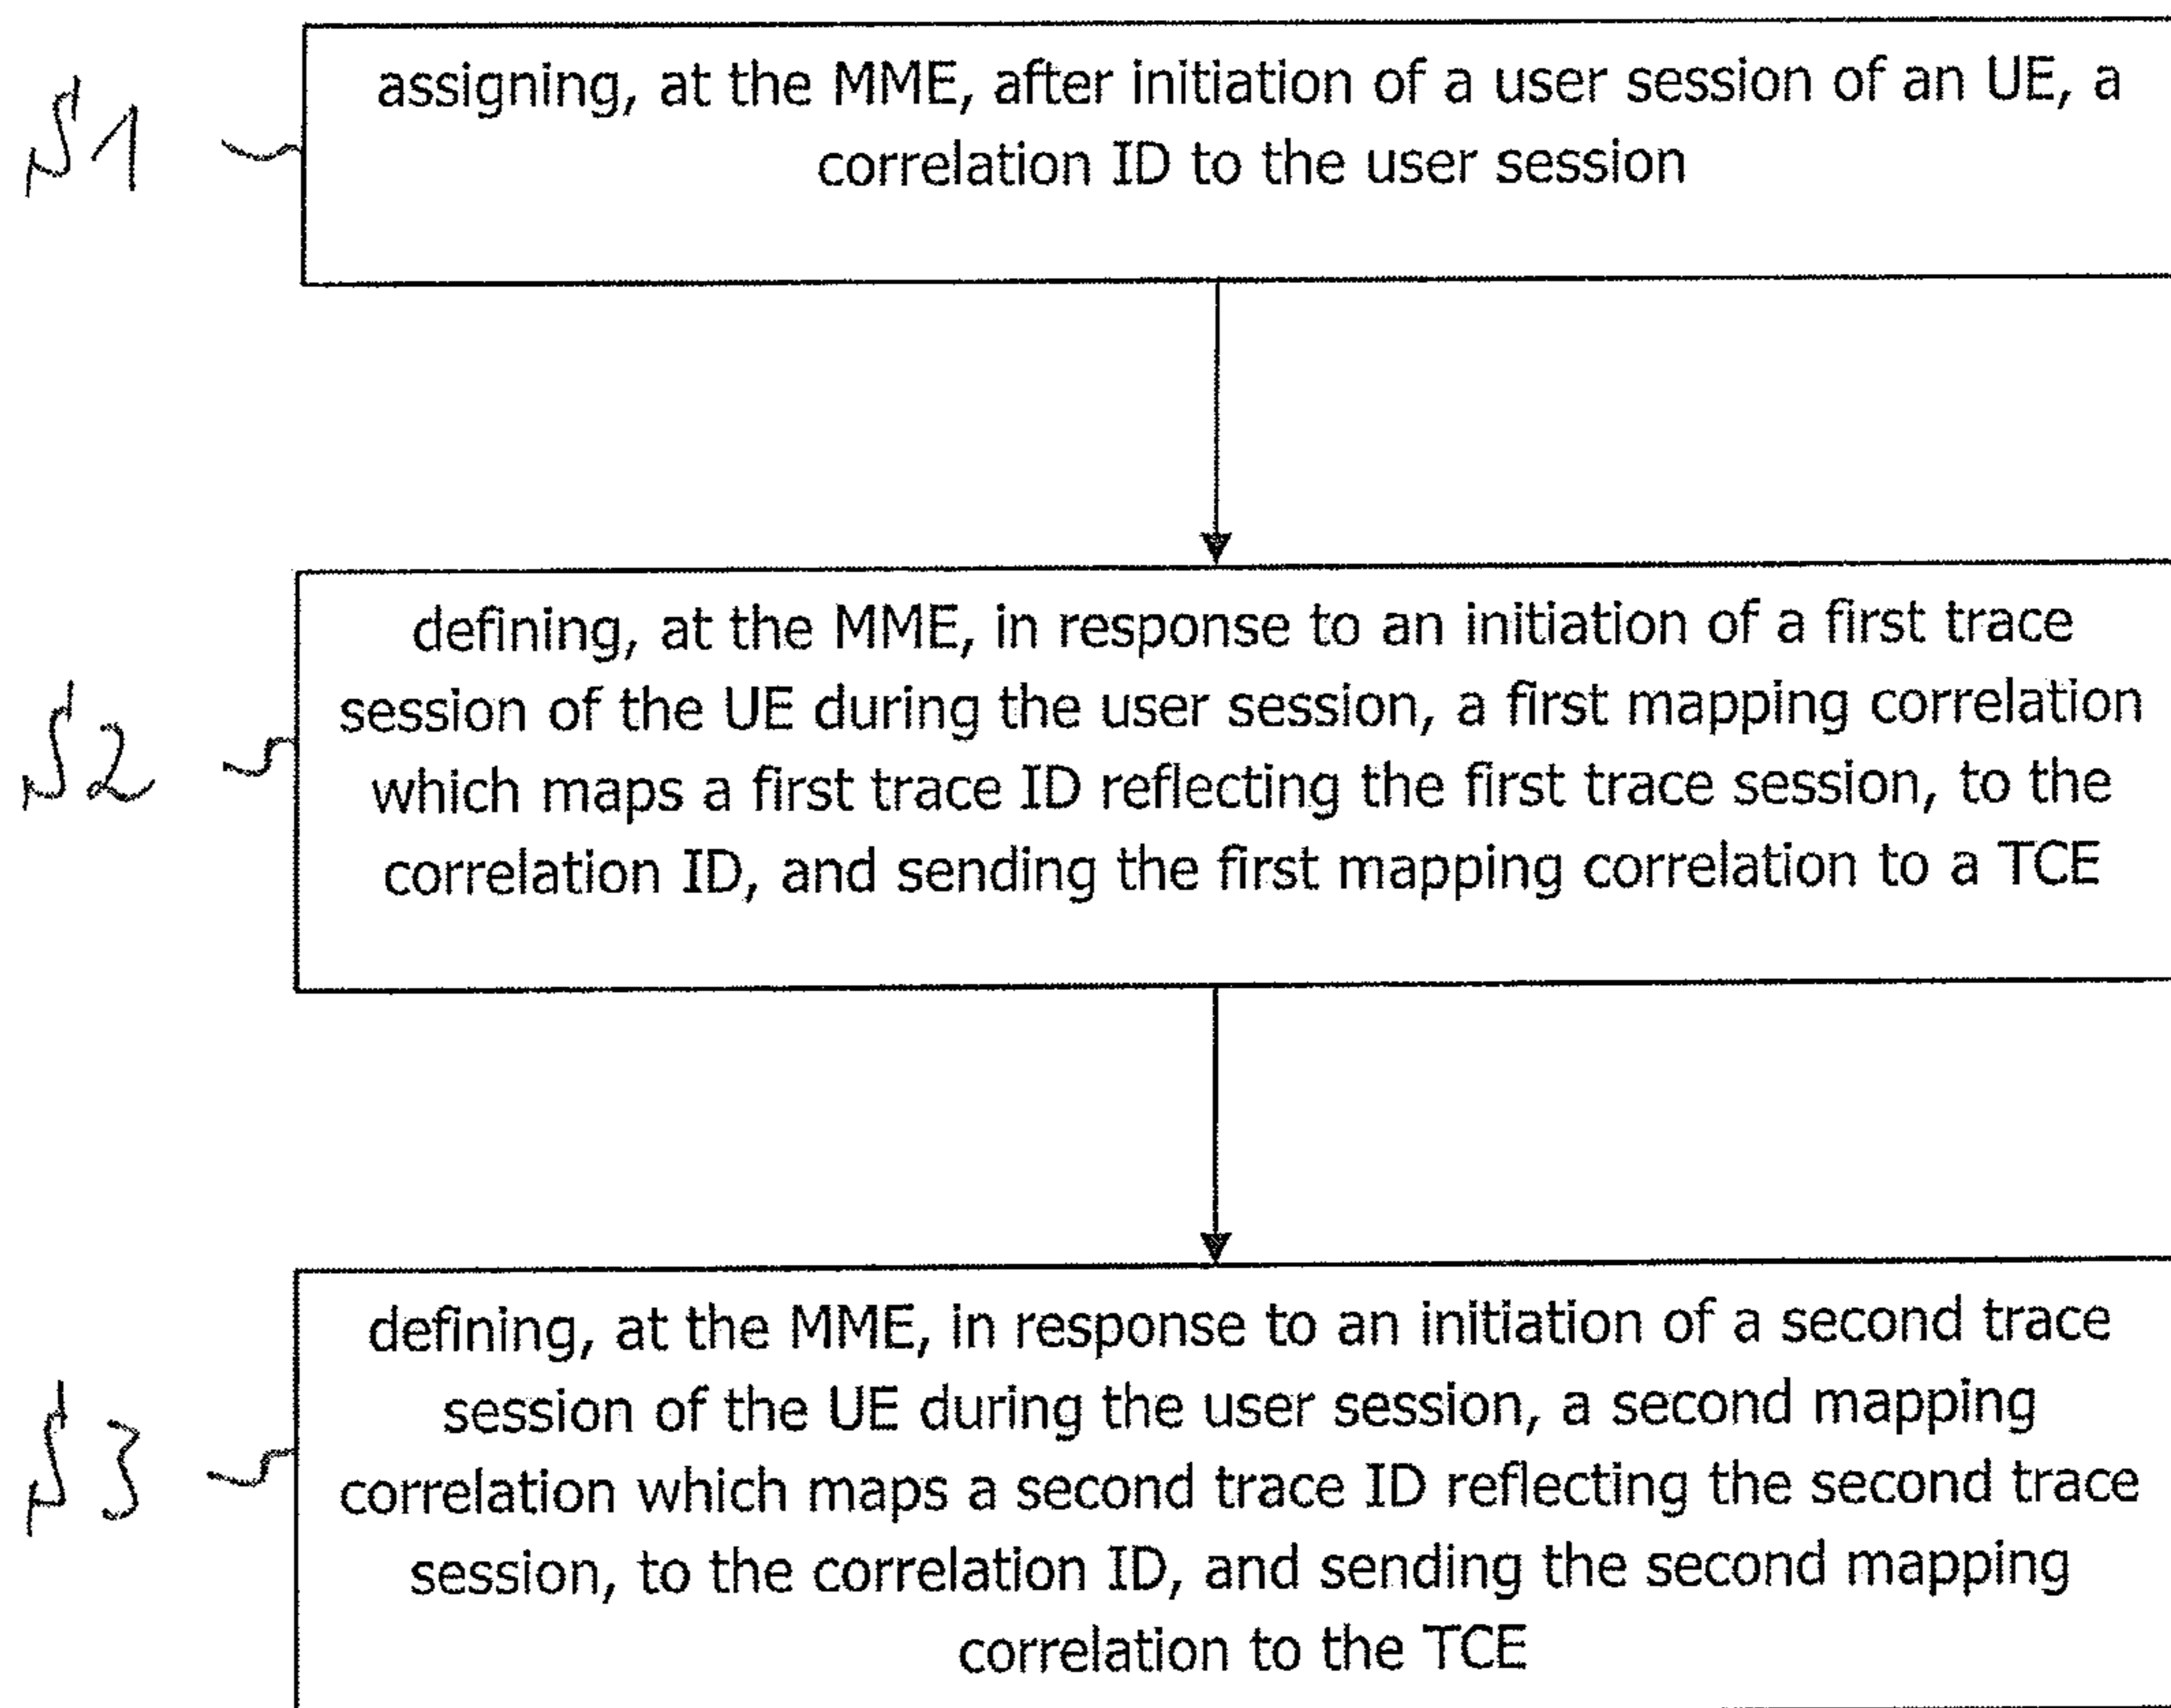 S1
assigning, at the MME, after initiation of a user session of an UE, a
correlation ID to the user session
S2
defining, at the MME, in response to an initiation of a first trace
session of the UE during the user session, a first mapping correlation
which maps a first trace ID reflecting the first trace session, to the
correlation ID, and sending the first mapping correlation to a TCE
S3
defining, at the MME, in response to an initiation of a second trace
session of the UE during the user session, a second mapping
correlation which maps a second trace ID reflecting the second trace
session, to the correlation ID, and sending the second mapping
correlation to the TCE